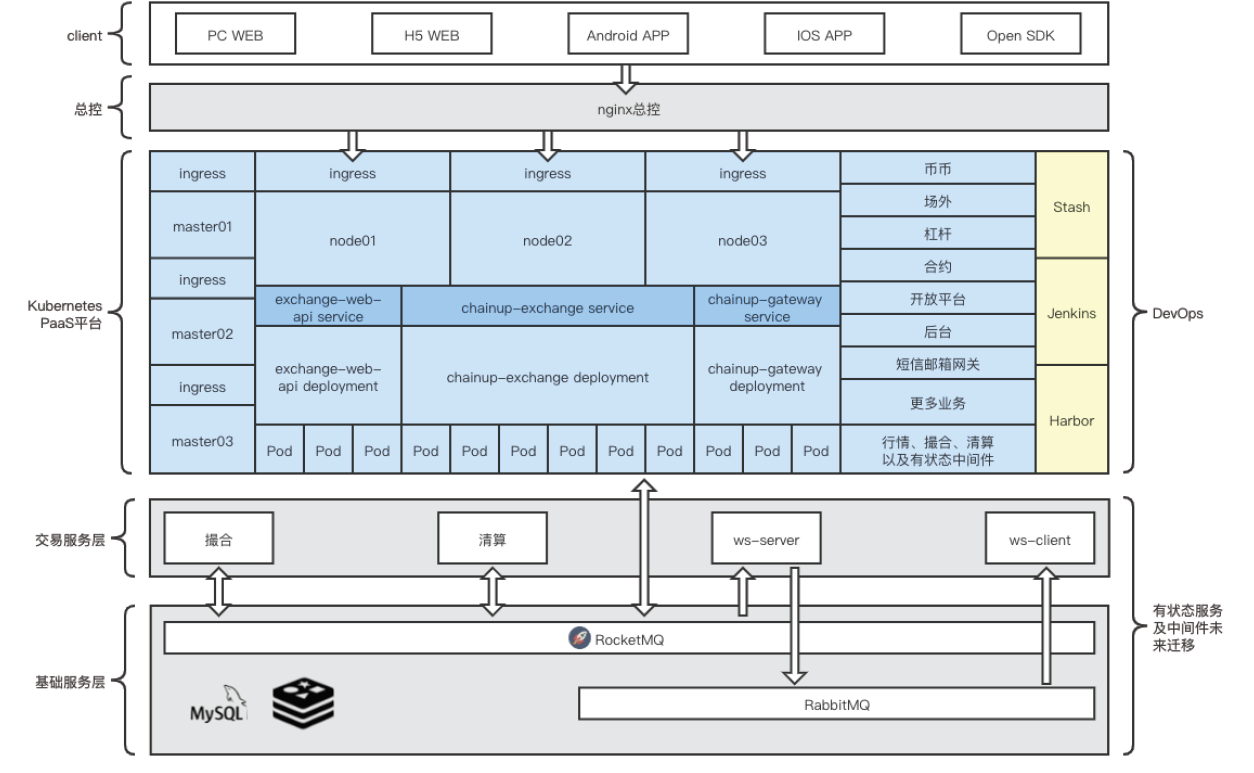 client
PC WEB
H5 WEB
Android APP
IOS APP
Open SDK
总控
nginx总控
Kubernetes
PaaS平台
ingress
master01
ingress
master02
ingress
master03
ingress
ingress
ingress
node01
node02
node03
exchange-web-
api service
chainup-exchange service
chainup-gateway
service
exchange-web-
api deployment
chainup-exchange deployment
chainup-gateway
deployment
Pod
Pod
Pod
Pod
Pod
Pod
Pod
Pod
Pod
Pod
Pod
Pod
币币
场外
杠杆
合约
开放平台
后台
短信邮箱网关
更多业务
行情、撮合、清算
以及有状态中间件
Stash
Jenkins
Harbor
DevOps
交易服务层
撮合
清算
ws-server
ws-client
有状态服务
及中间件未
来迁移
基础服务层
RocketMQ
MySQL
RabbitMQ